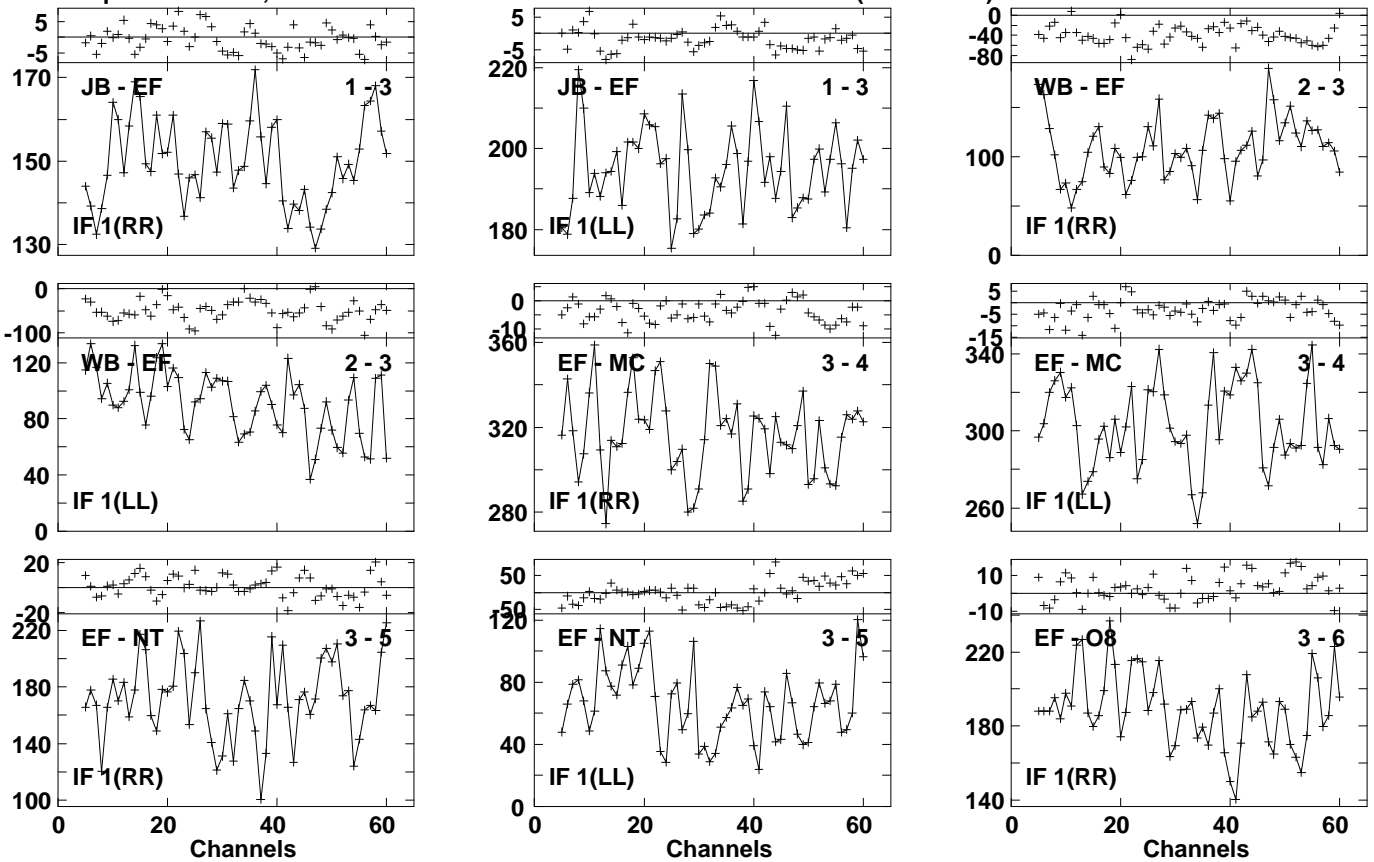 5
-5
170
150
130
JB - EF
1 - 3
IF 1(RR)
5
-5
220
200
180
JB - EF
1 - 3
IF 1(LL)
0
-40
-80
100
0
WB - EF
2 - 3
IF 1(RR)
0
-100
120
80
40
0
WB - EF
2 - 3
IF 1(LL)
0
-10
360
320
280
EF - MC
3 - 4
IF 1(RR)
5
-5
-15
340
300
260
EF - MC
3 - 4
IF 1(LL)
20
-20
220
180
140
100
EF - NT
3 - 5
IF 1(RR)
50
-50
120
80
40
0
EF - NT
3 - 5
IF 1(LL)
10
-10
220
180
140
EF - O8
3 - 6
IF 1(RR)
0 20 40 60
0 20 40 60
0 20 40 60
Channels
Channels
Channels